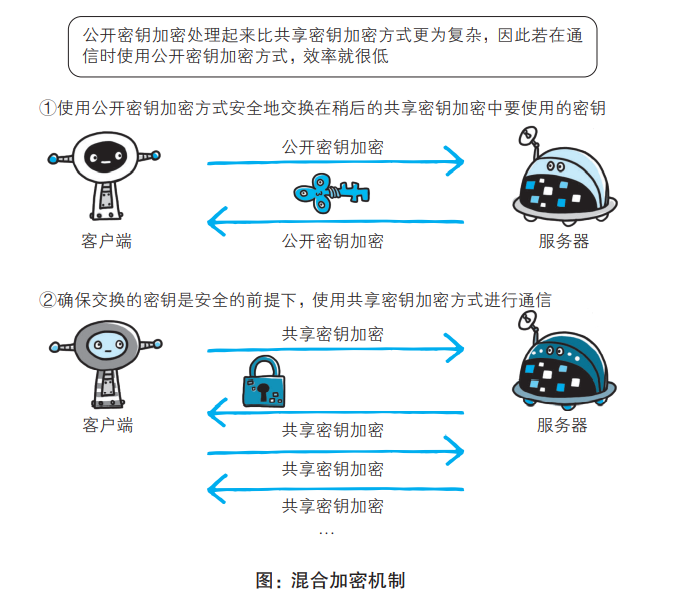 公开密钥加密处理起来比共享密钥加密方式更为复杂，因此若在通
信时使用公开密钥加密方式，效率就很低
①使用公开密钥加密方式安全地交换在稍后的共享密钥加密中要使用的密钥
公开密钥加密
公开密钥加密
客户端
服务器
②确保交换的密钥是安全的前提下，使用共享密钥加密方式进行通信
共享密钥加密
共享密钥加密
客户端
服务器
共享密钥加密
共享密钥加密
…
图：混合加密机制